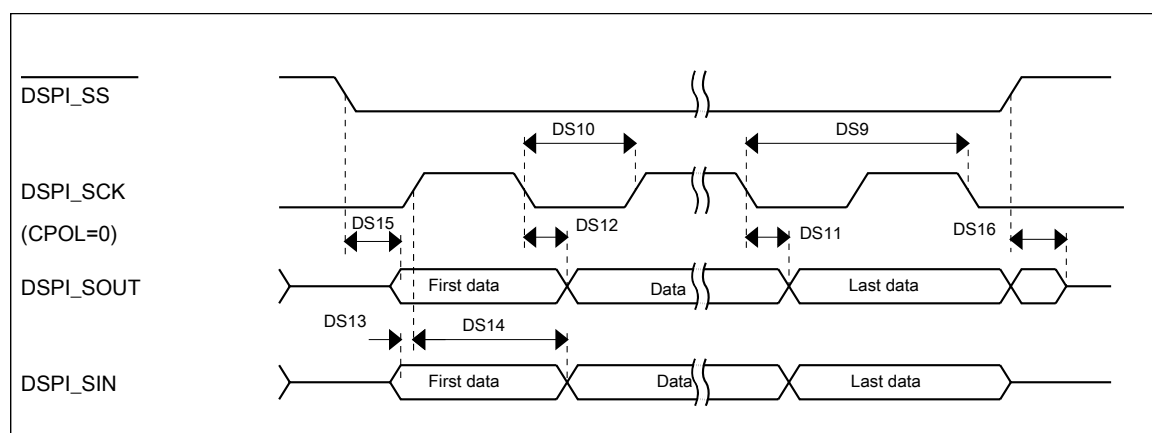 DSPI_SS
DS10
DS9
DSPI_SCK
(CPOL=0)
DS15
DS12
DS11
DS16
DSPI_SOUT
First data
Data
Last data
DS13
DS14
DSPI_SIN
First data
Data
Last data